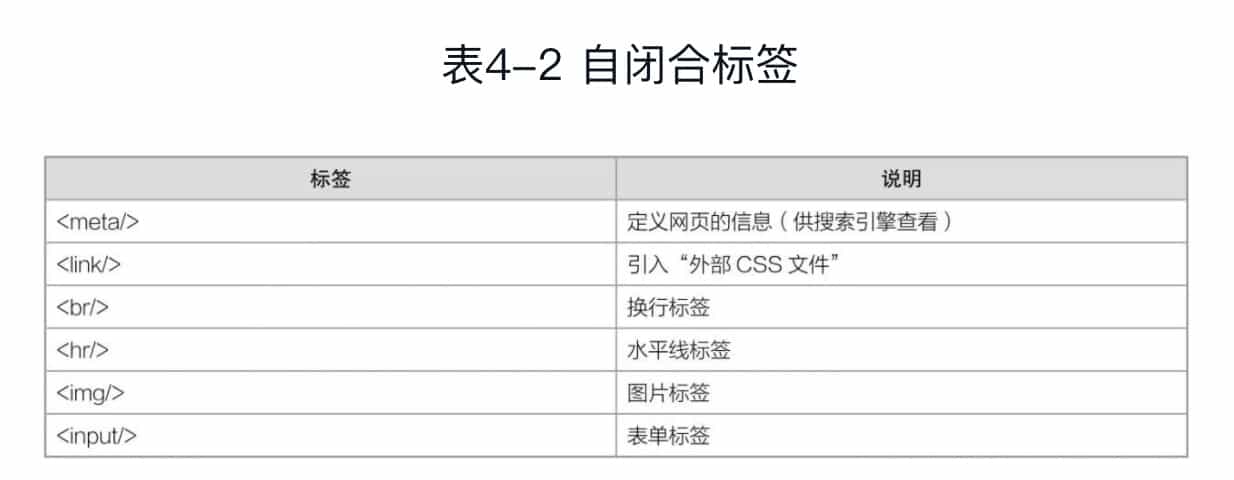 表4-2 自闭合标签
标签 说明
<meta/> 定义网页的信息（供搜索引擎查看）
<link/> 引入“外部 CSS 文件”
<br/> 换行标签
<hr/> 水平线标签
<img/> 图片标签
<input/> 表单标签